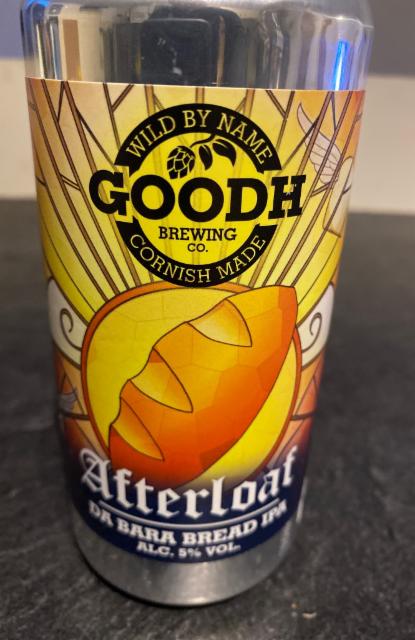 WILD BY NAME
GOODH
BREWING
CO.
CORNISH MADE
Afterloaf
DA BARA BREAD IPA
ALC. 5% VOL.